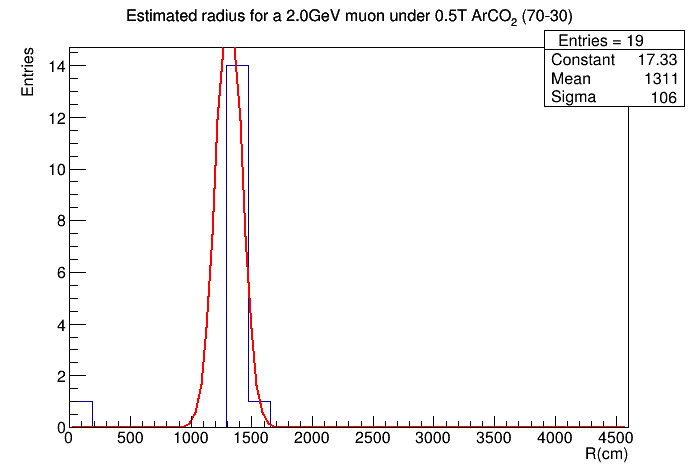 Estimated radius for a 2.0GeV muon under 0.5T ArCO2 (70-30)
Entries = 19
Constant 17.33
Mean 1311
Sigma 106
Entries
14
12
10
8
6
4
2
0
0 500 1000 1500 2000 2500 3000 3500 4000 4500
R(cm)